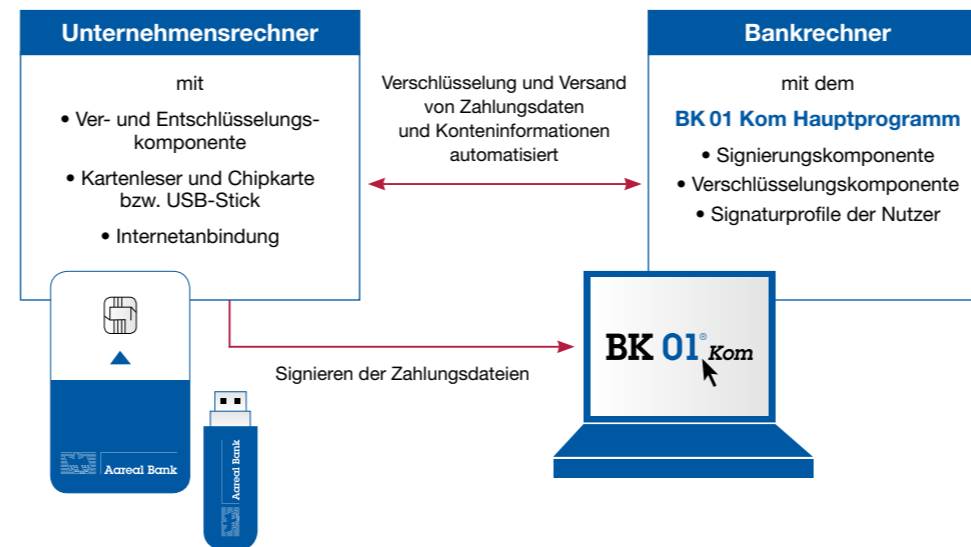 Unternehmensrechner
mit
• Ver- und Entschlüsselungs-
komponente
• Kartenleser und Chipkarte
bzw. USB-Stick
• Internetanbindung
Verschlüsselung und Versand
von Zahlungsdaten
und Konteninformationen
automatisiert
Bankrechner
mit dem
BK 01 Kom Hauptprogramm
• Signierungskomponente
• Verschlüsselungskomponente
• Signaturprofile der Nutzer
Signieren der Zahlungsdateien
BK 01® Kom
Aareal Bank
Aareal Bank